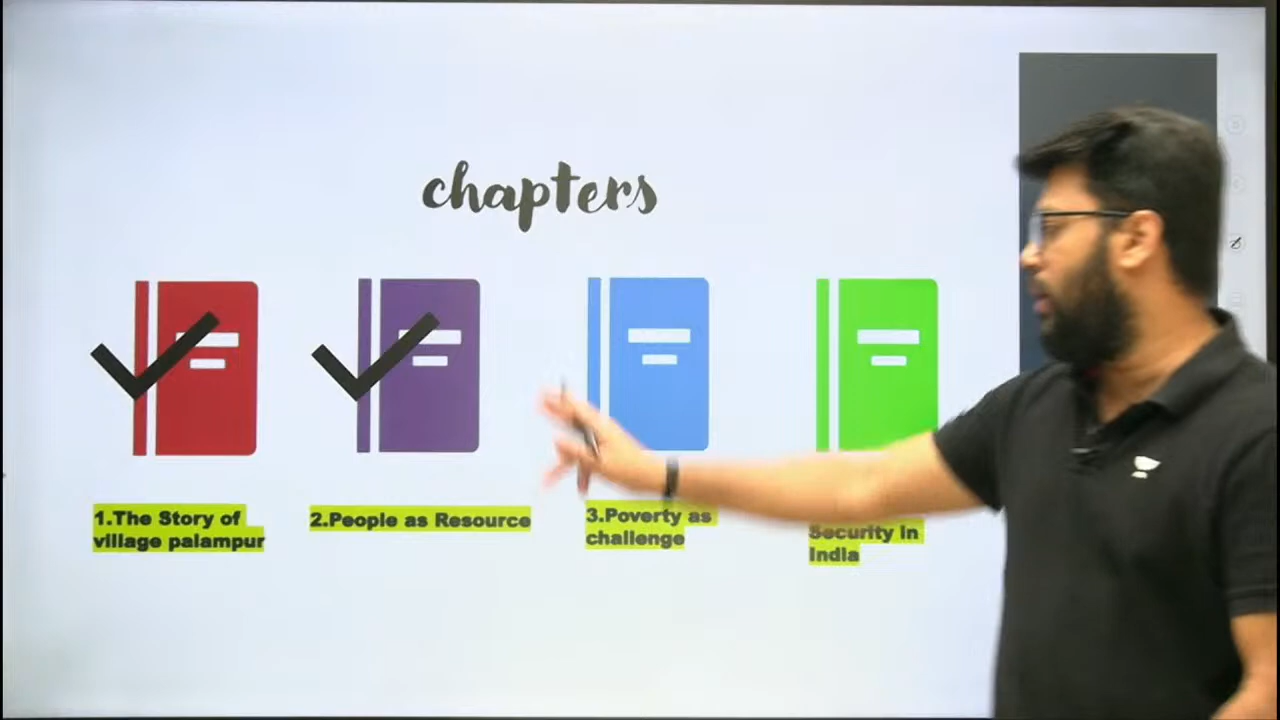 chapters
1.The Story of
village palampur
2.People as Resource
3.Poverty as
challenge
Security in
India